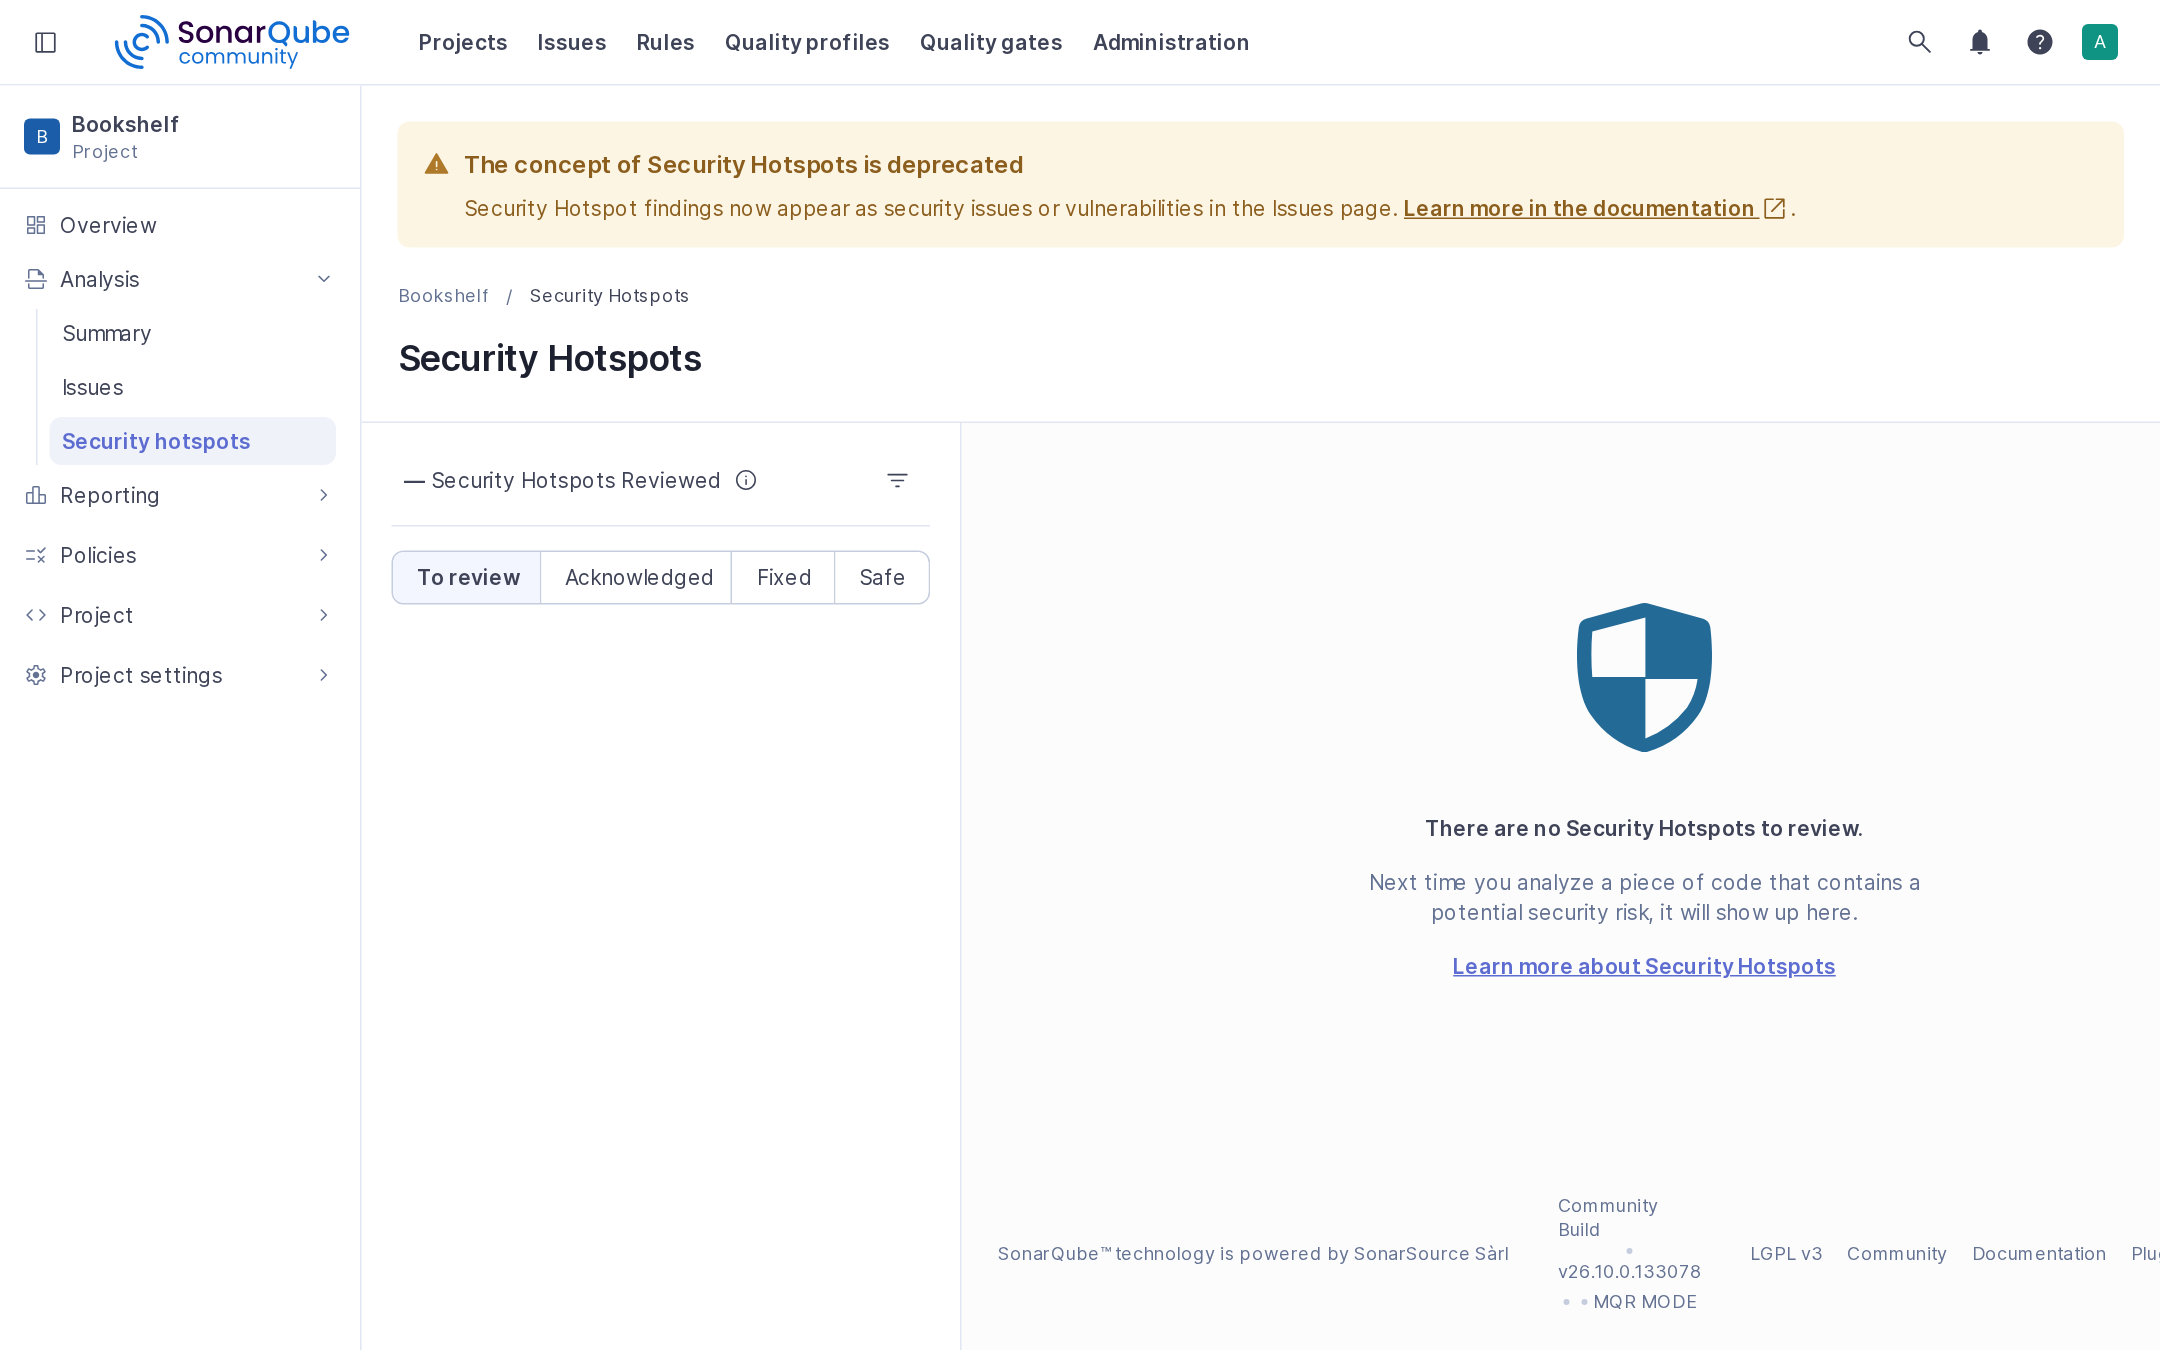 SonarQube
community
Projects
Issues
Rules
Quality profiles
Quality gates
Administration
A
B
Bookshelf
Project
Overview
Analysis
Summary
Issues
Security hotspots
Reporting
Policies
Project
Project settings
The concept of Security Hotspots is deprecated
Security Hotspot findings now appear as security issues or vulnerabilities in the Issues page. Learn more in the documentation .
Bookshelf / Security Hotspots
Security Hotspots
— Security Hotspots Reviewed
To review
Acknowledged
Fixed
Safe
There are no Security Hotspots to review.
Next time you analyze a piece of code that contains a
potential security risk, it will show up here.
Learn more about Security Hotspots
SonarQube™ technology is powered by SonarSource Sàrl
Community
Build
•
v26.10.0.133078
• • MQR MODE
LGPL v3
Community
Documentation